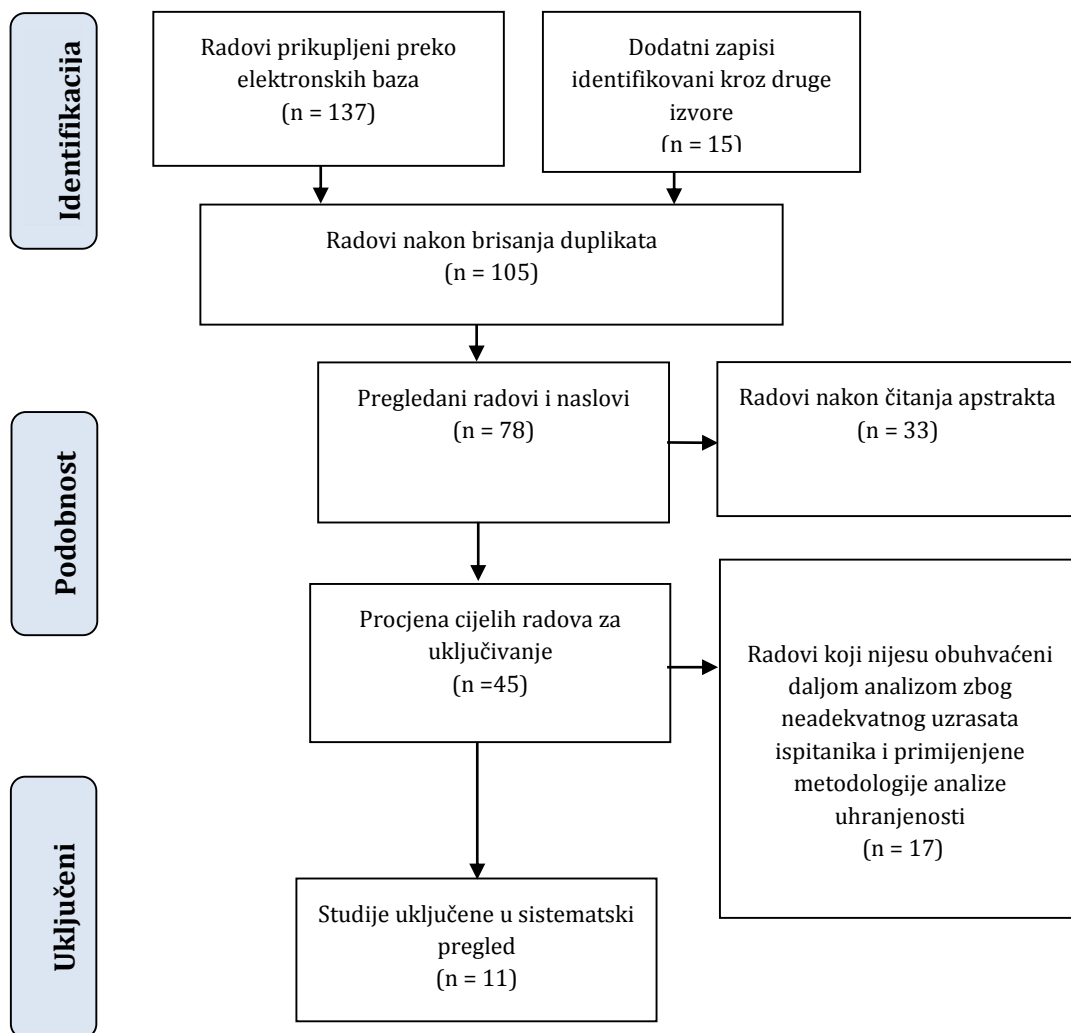 Identifikacija
Radovi prikupljeni preko
elektronskih baza
(n = 137)
Dodatni zapisi
identifikovani kroz druge
izvore
(n = 15)
Radovi nakon brisanja duplikata
(n = 105)
Podobnost
Pregledani radovi i naslovi
(n = 78)
Radovi nakon čitanja apstrakta
(n = 33)
Procjena cijelih radova za
uključivanje
(n =45)
Radovi koji nijesu obuhvaćeni
daljom analizom zbog
neadekvatnog uzrasata
ispitanika i primijenjene
metodologije analize
uhranjenosti
(n = 17)
Uključeni
Studije uključene u sistematski
pregled
(n = 11)